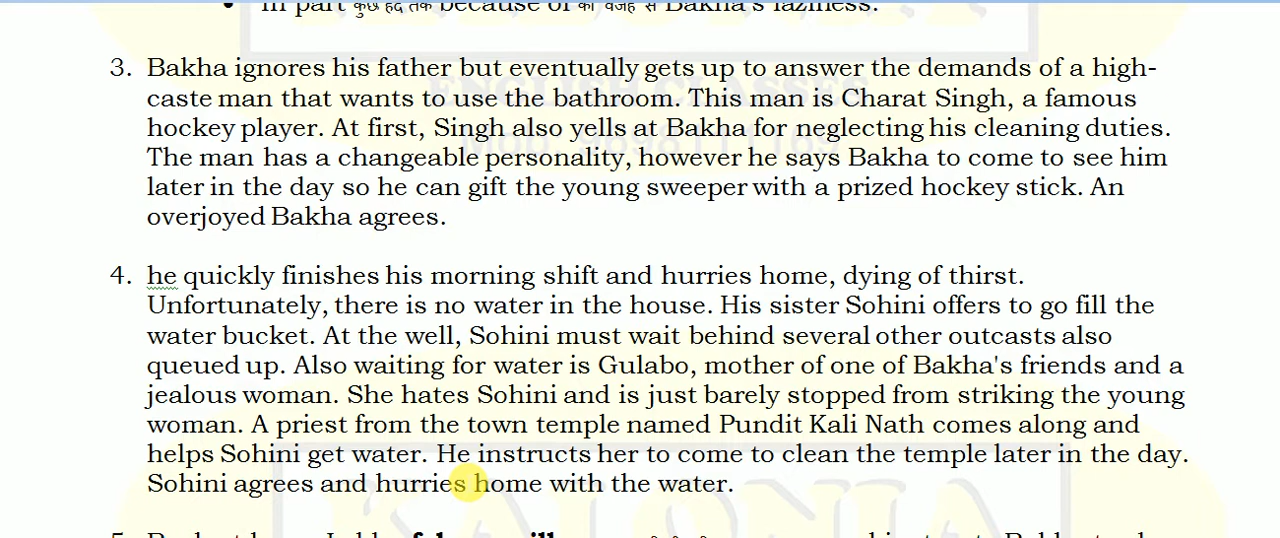 In part कुछ हद तक because of की वजह से Bakha's laziness.
3. Bakha ignores his father but eventually gets up to answer the demands of a high-
caste man that wants to use the bathroom. This man is Charat Singh, a famous
hockey player. At first, Singh also yells at Bakha for neglecting his cleaning duties.
The man has a changeable personality, however he says Bakha to come to see him
later in the day so he can gift the young sweeper with a prized hockey stick. An
overjoyed Bakha agrees.
4. he quickly finishes his morning shift and hurries home, dying of thirst.
Unfortunately, there is no water in the house. His sister Sohini offers to go fill the
water bucket. At the well, Sohini must wait behind several other outcasts also
queued up. Also waiting for water is Gulabo, mother of one of Bakha's friends and a
jealous woman. She hates Sohini and is just barely stopped from striking the young
woman. A priest from the town temple named Pundit Kali Nath comes along and
helps Sohini get water. He instructs her to come to clean the temple later in the day.
Sohini agrees and hurries home with the water.
ENGLISH CLASSES
KALONIA